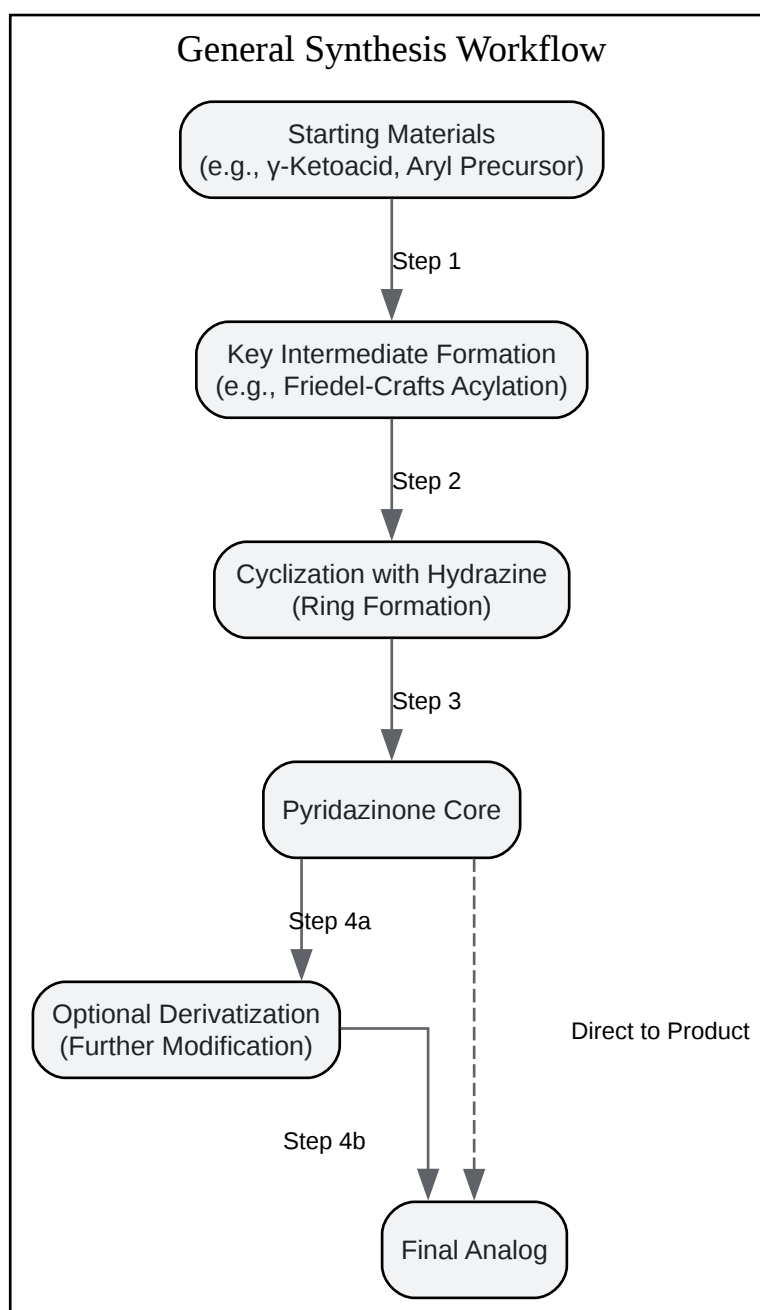 General Synthesis Workflow
Starting Materials
(e.g., γ-Ketoacid, Aryl Precursor)
Step 1
Key Intermediate Formation
(e.g., Friedel-Crafts Acylation)
Step 2
Cyclization with Hydrazine
(Ring Formation)
Step 3
Pyridazinone Core
Step 4a
Optional Derivatization
(Further Modification)
Direct to Product
Step 4b
Final Analog